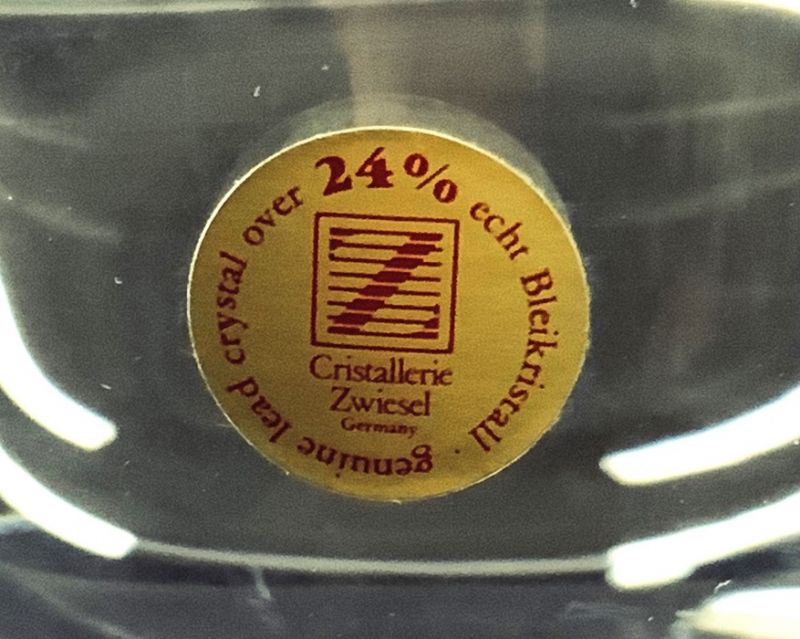 genuine lead crystal over 24% echt Bleikristall ·
Cristallerie
Zwiesel
Germany